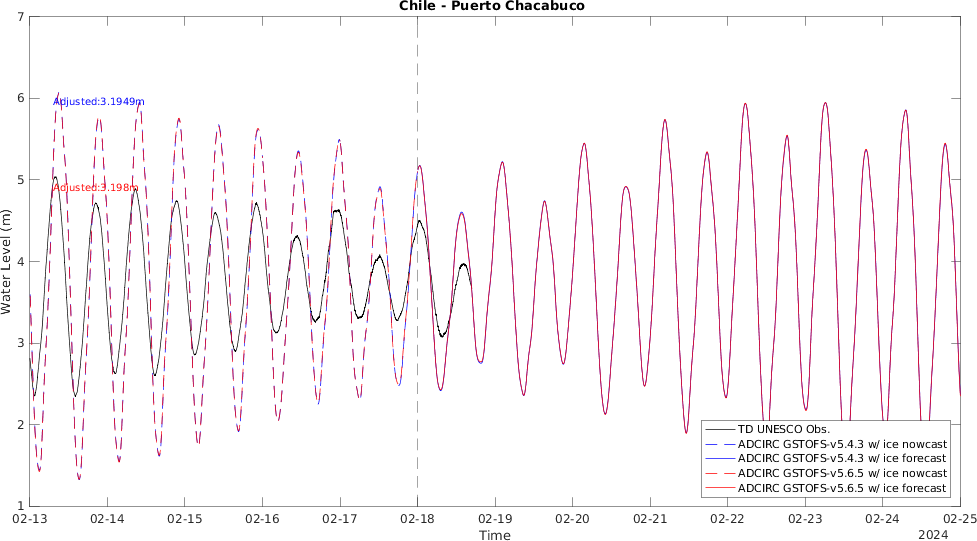 Chile - Puerto Chacabuco
7
6
5
4
3
2
1
Water Level (m)
Adjusted:3.1949m
Adjusted:3.198m
TD UNESCO Obs.
ADCIRC GSTOFS-v5.4.3 w/ ice nowcast
ADCIRC GSTOFS-v5.4.3 w/ ice forecast
ADCIRC GSTOFS-v5.6.5 w/ ice nowcast
ADCIRC GSTOFS-v5.6.5 w/ ice forecast
02-13 02-14 02-15 02-16 02-17 02-18 02-19 02-20 02-21 02-22 02-23 02-24 02-25
Time
2024